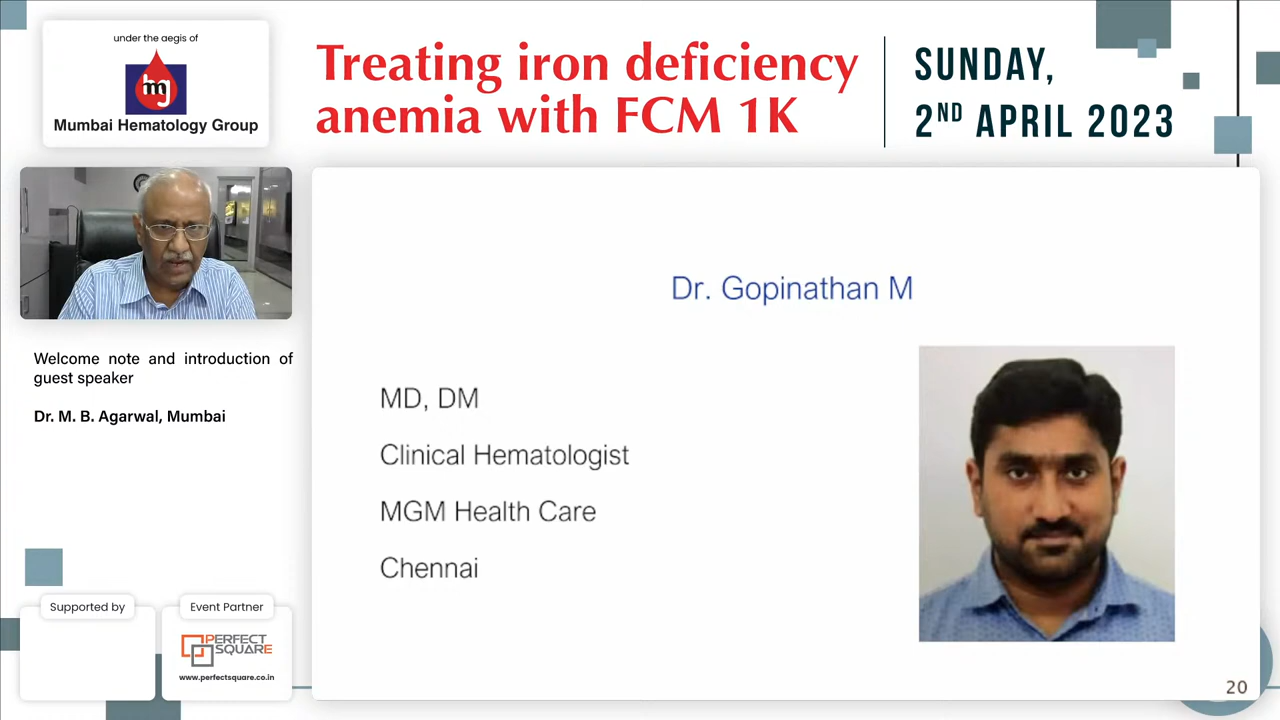 under the aegis of
mj
Mumbai Hematology Group
Treating iron deficiency
anemia with FCM 1K
SUNDAY,
2ND APRIL 2023
Welcome note and introduction of
guest speaker
Dr. M. B. Agarwal, Mumbai
Dr. Gopinathan M
MD, DM
Clinical Hematologist
MGM Health Care
Chennai
Supported by
Event Partner
PERFECT
SQUARE
www.perfectsquare.co.in
20